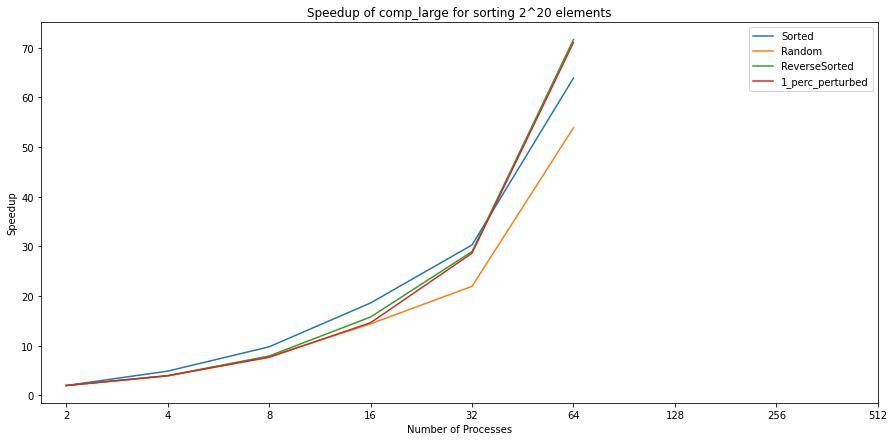 Speedup of comp_large for sorting 2^20 elements
Sorted
Random
ReverseSorted
1_perc_perturbed
70
60
50
40
30
20
10
0
Speedup
2 4 8 16 32 64 128 256 512
Number of Processes